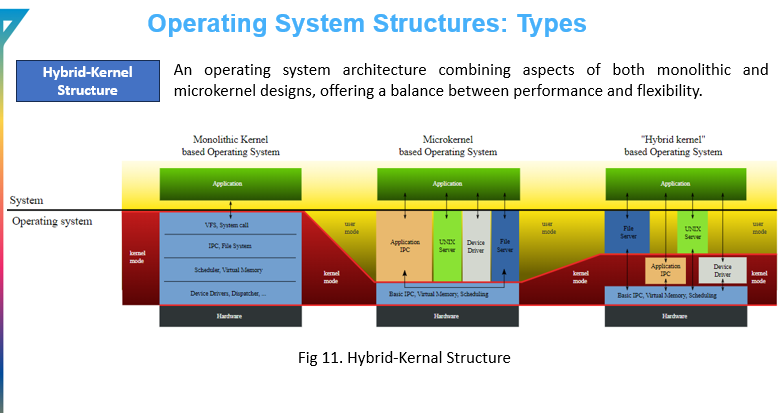 Operating System Structures: Types
Hybrid-Kernel
Structure
An operating system architecture combining aspects of both monolithic and
microkernel designs, offering a balance between performance and flexibility.
Monolithic Kernel
based Operating System
Microkernel
based Operating System
"Hybrid kernel"
based Operating System
Application
Application
Application
System
Operating system
kernel
mode
VFS, System call
IPC, File System
Scheduler, Virtual Memory
Device Drivers, Dispatcher, ...
Hardware
user
mode
kernel
mode
Application
IPC
UNIX
Server
Device
Driver
File
Server
Basic IPC, Virtual Memory, Scheduling
Hardware
user
mode
kernel
mode
File
Server
UNIX
Server
Application
IPC
Device
Driver
Basic IPC, Virtual Memory, Scheduling
Hardware
user
mode
kernel
mode
Fig 11. Hybrid-Kernal Structure